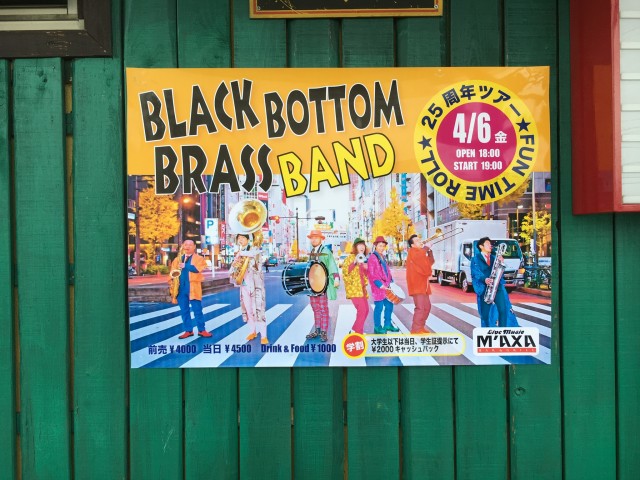 BLACK BOTTOM
BRASS BAND
25周年ツアー★FUN TIME ROLL★
4/6金
OPEN 18:00
START 19:00
前売¥4000 当日¥4500 Drink & Food¥1000
学割
大学生以下は当日、学生証提示にて
¥2000 キャッシュバック
Live Music
M'AXA